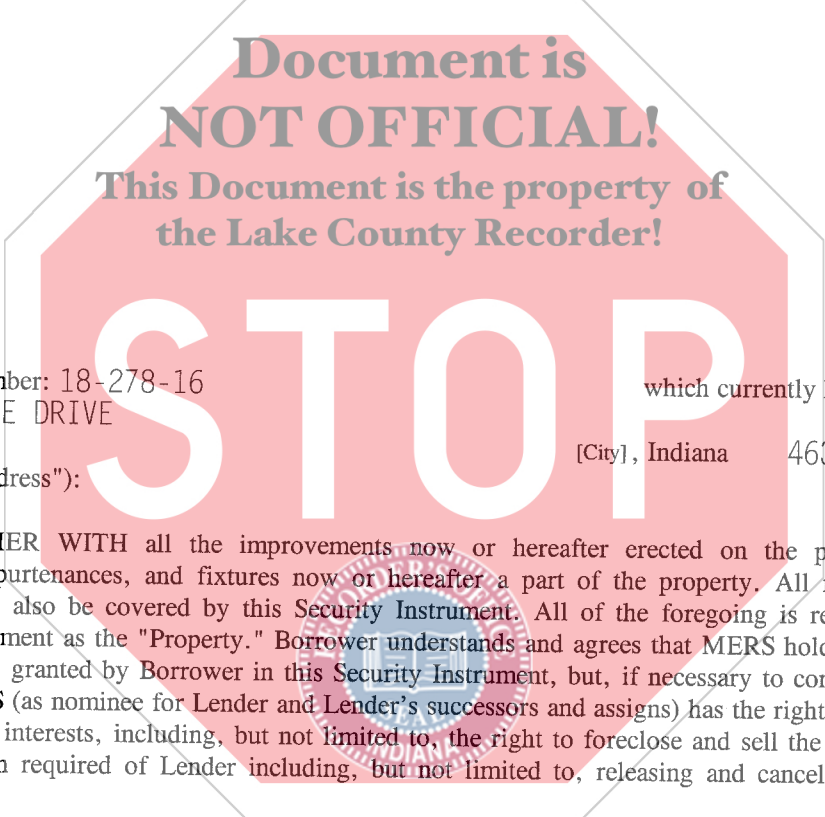 Document is
NOT OFFICIAL!
This Document is the property of
the Lake County Recorder!
STOP
mber: 18-278-16 which currently
E DRIVE
[City], Indiana 463
dress"):
HER WITH all the improvements now or hereafter erected on the p
purtenances, and fixtures now or hereafter a part of the property. All
also be covered by this Security Instrument. All of the foregoing is re
ment as the "Property." Borrower understands and agrees that MERS hold
granted by Borrower in this Security Instrument, but, if necessary to co
S (as nominee for Lender and Lender's successors and assigns) has the right
interests, including, but not limited to, the right to foreclose and sell the
n required of Lender including, but not limited to, releasing and cancel
SEAL
INDIANA